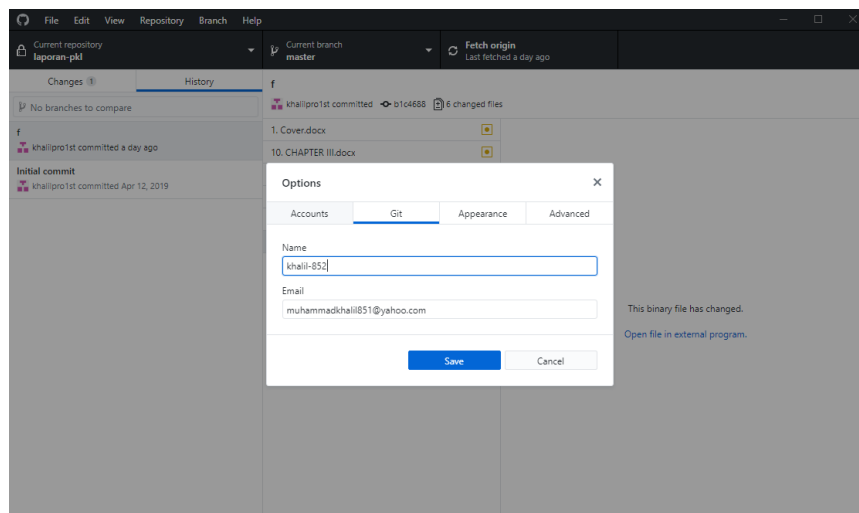 File Edit View Repository Branch Help
Current repository
laporan-pkl
Current branch
master
Fetch origin
Last fetched a day ago
Changes 1 History
No branches to compare
f
khalilpro1st committed a day ago
Initial commit
khalilpro1st committed Apr 12, 2019
f
khalilpro1st committed b1c4688 6 changed files
1. Cover.docx
10. CHAPTER III.docx
Options
Accounts Git Appearance Advanced
Name
khalil-852
Email
muhammadkhalil851@yahoo.com
Save Cancel
This binary file has changed.
Open file in external program.